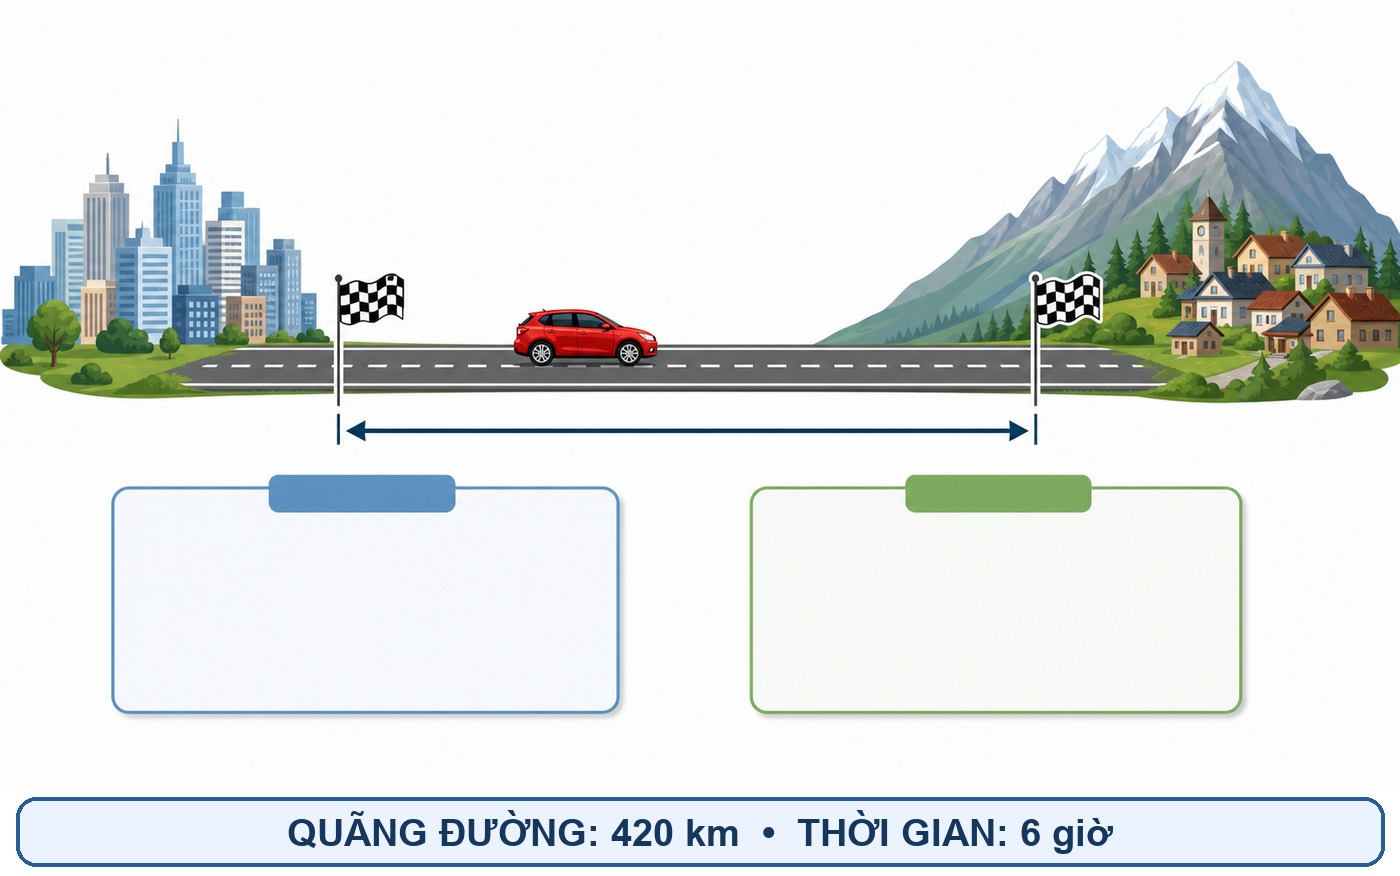 QUÃNG ĐƯỜNG: 420 km • THỜI GIAN: 6 giờ